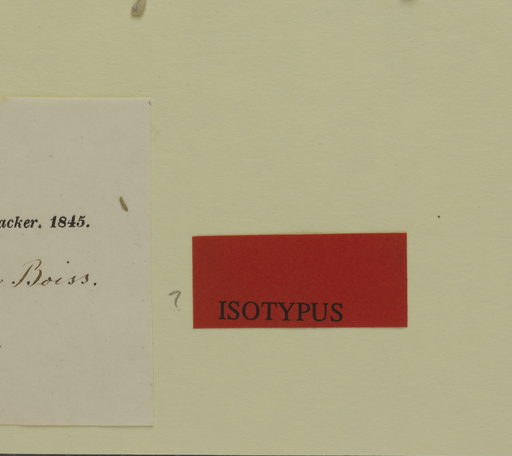 acker. 1845.
Boiss.
?
ISOTYPUS